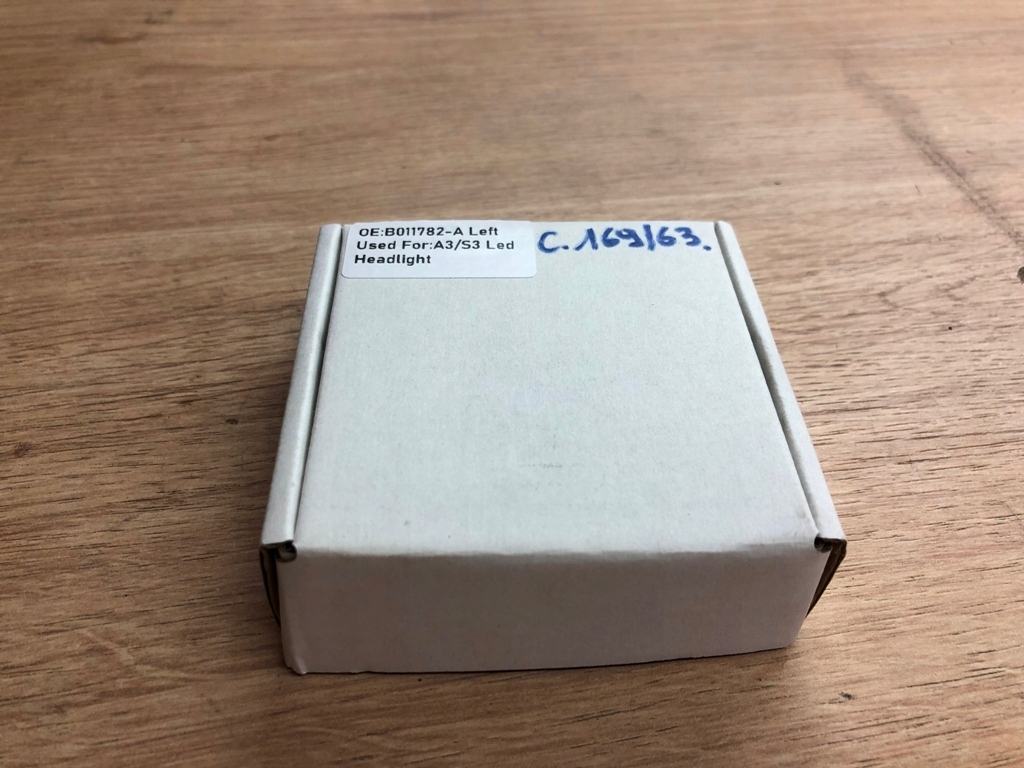 OE:B011782-A Left
Used For:A3/S3 Led
Headlight
C.169/63.